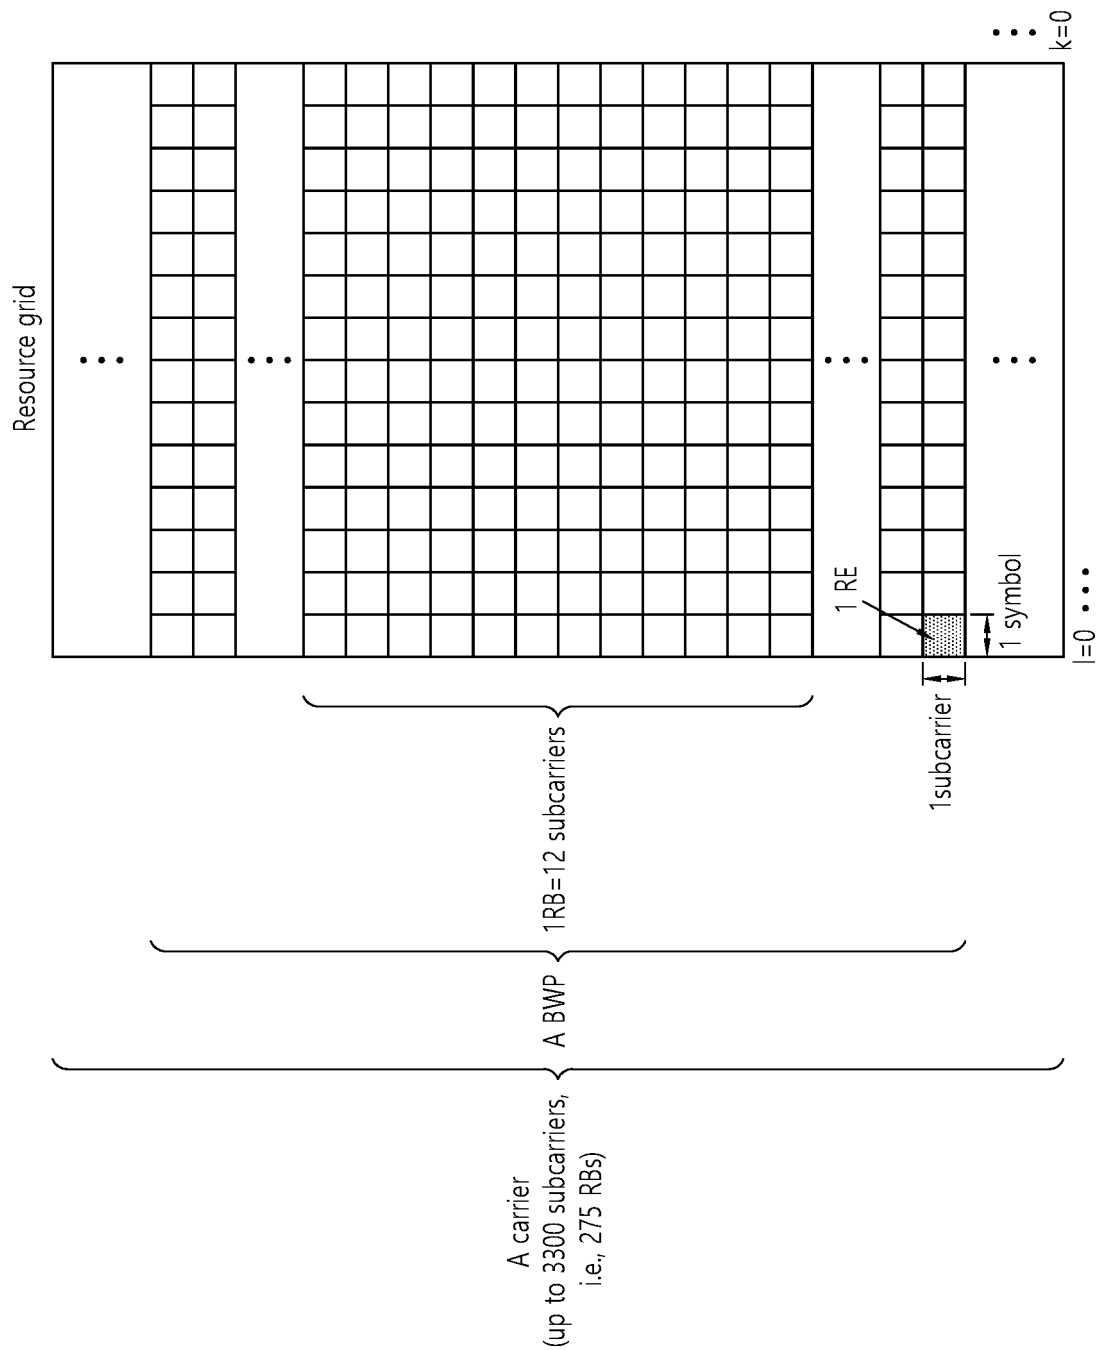 Resource grid
A carrier
(up to 3300 subcarriers,
i.e., 275 RBs)
A BWP
1RB=12 subcarriers
1subcarrier
1 RE
1 symbol
l=0
k=0